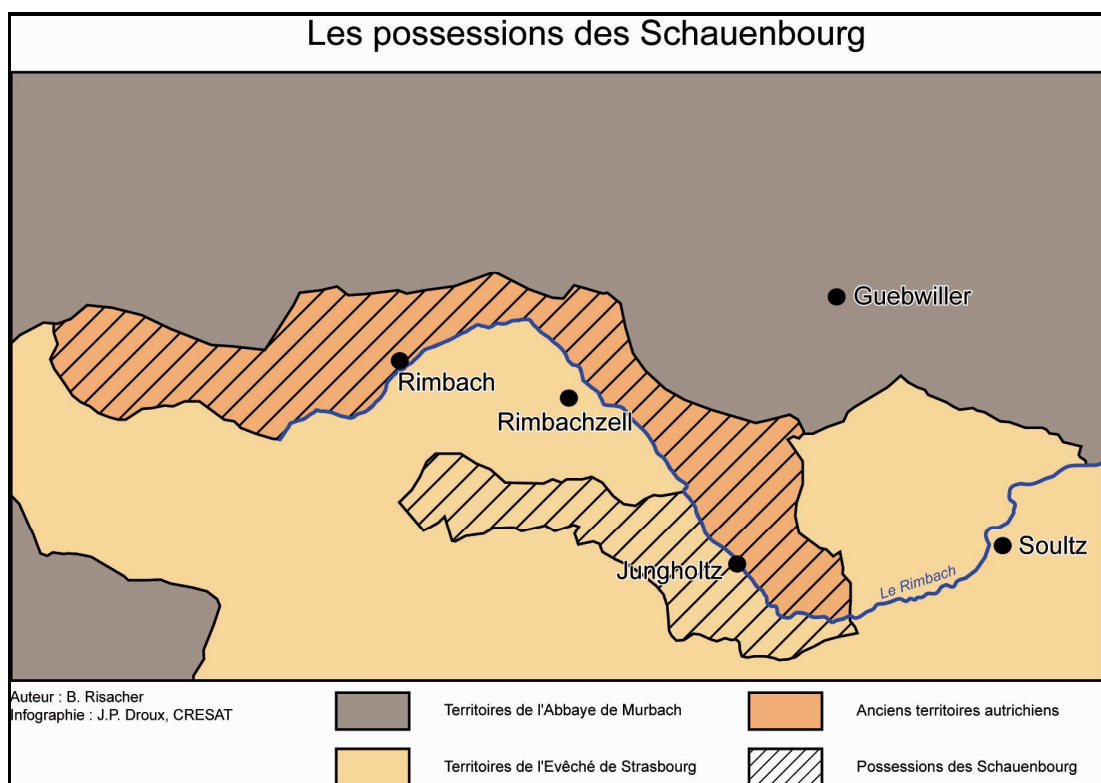 Les possessions des Schauenbourg
Guebwiller
Rimbach
Rimbachzell
Soultz
Jungholtz
Le Rimbach
Auteur : B. Risacher
Infographie : J.P. Droux, CRESAT
Territoires de l'Abbaye de Murbach
Anciens territoires autrichiens
Territoires de l'Evêché de Strasbourg
Possessions des Schauenbourg